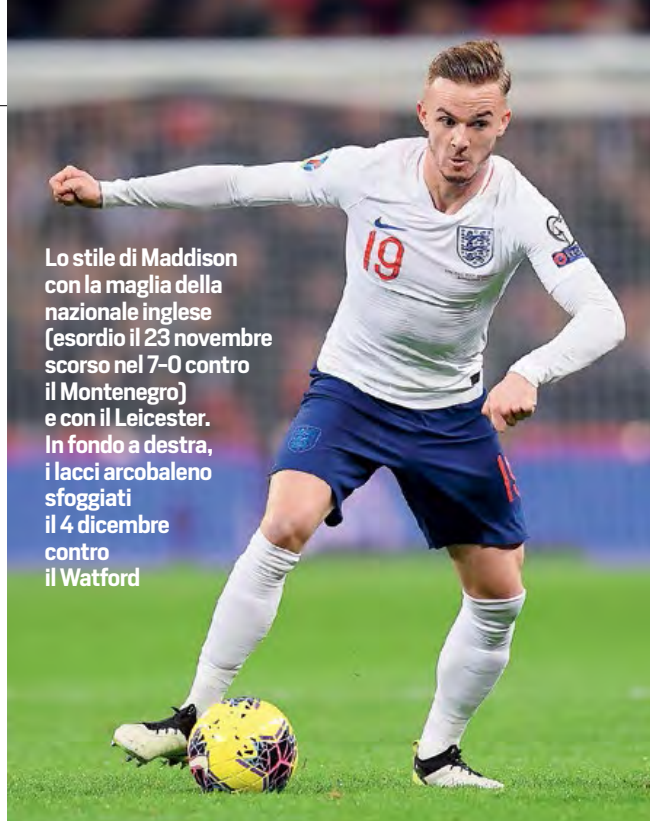 Lo stile di Maddison
con la maglia della
nazionale inglese
(esordio il 23 novembre
scorso nel 7-0 contro
il Montenegro)
e con il Leicester.
In fondo a destra,
i lacci arcobaleno
sfoggiati
il 4 dicembre
contro
il Watford
19